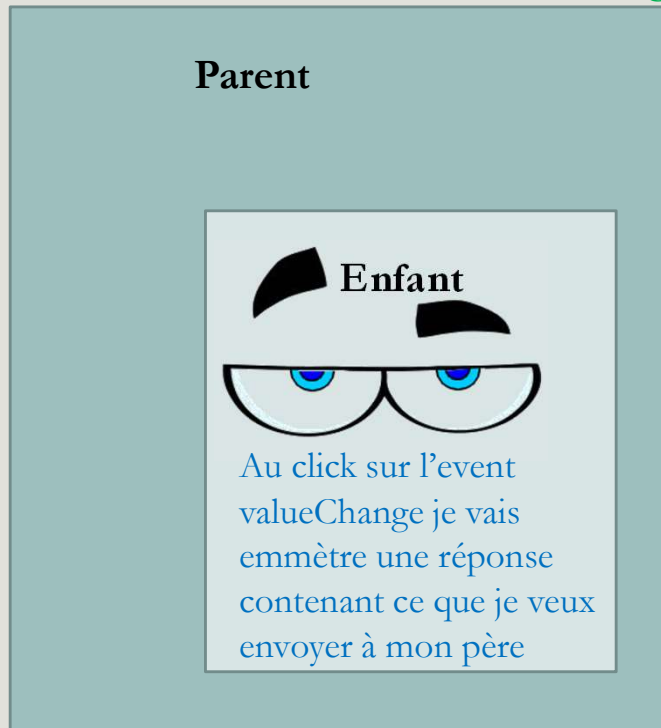 Parent
Enfant
Au click sur l’event
valueChange je vais
emmètre une réponse
contenant ce que je veux
envoyer à mon père